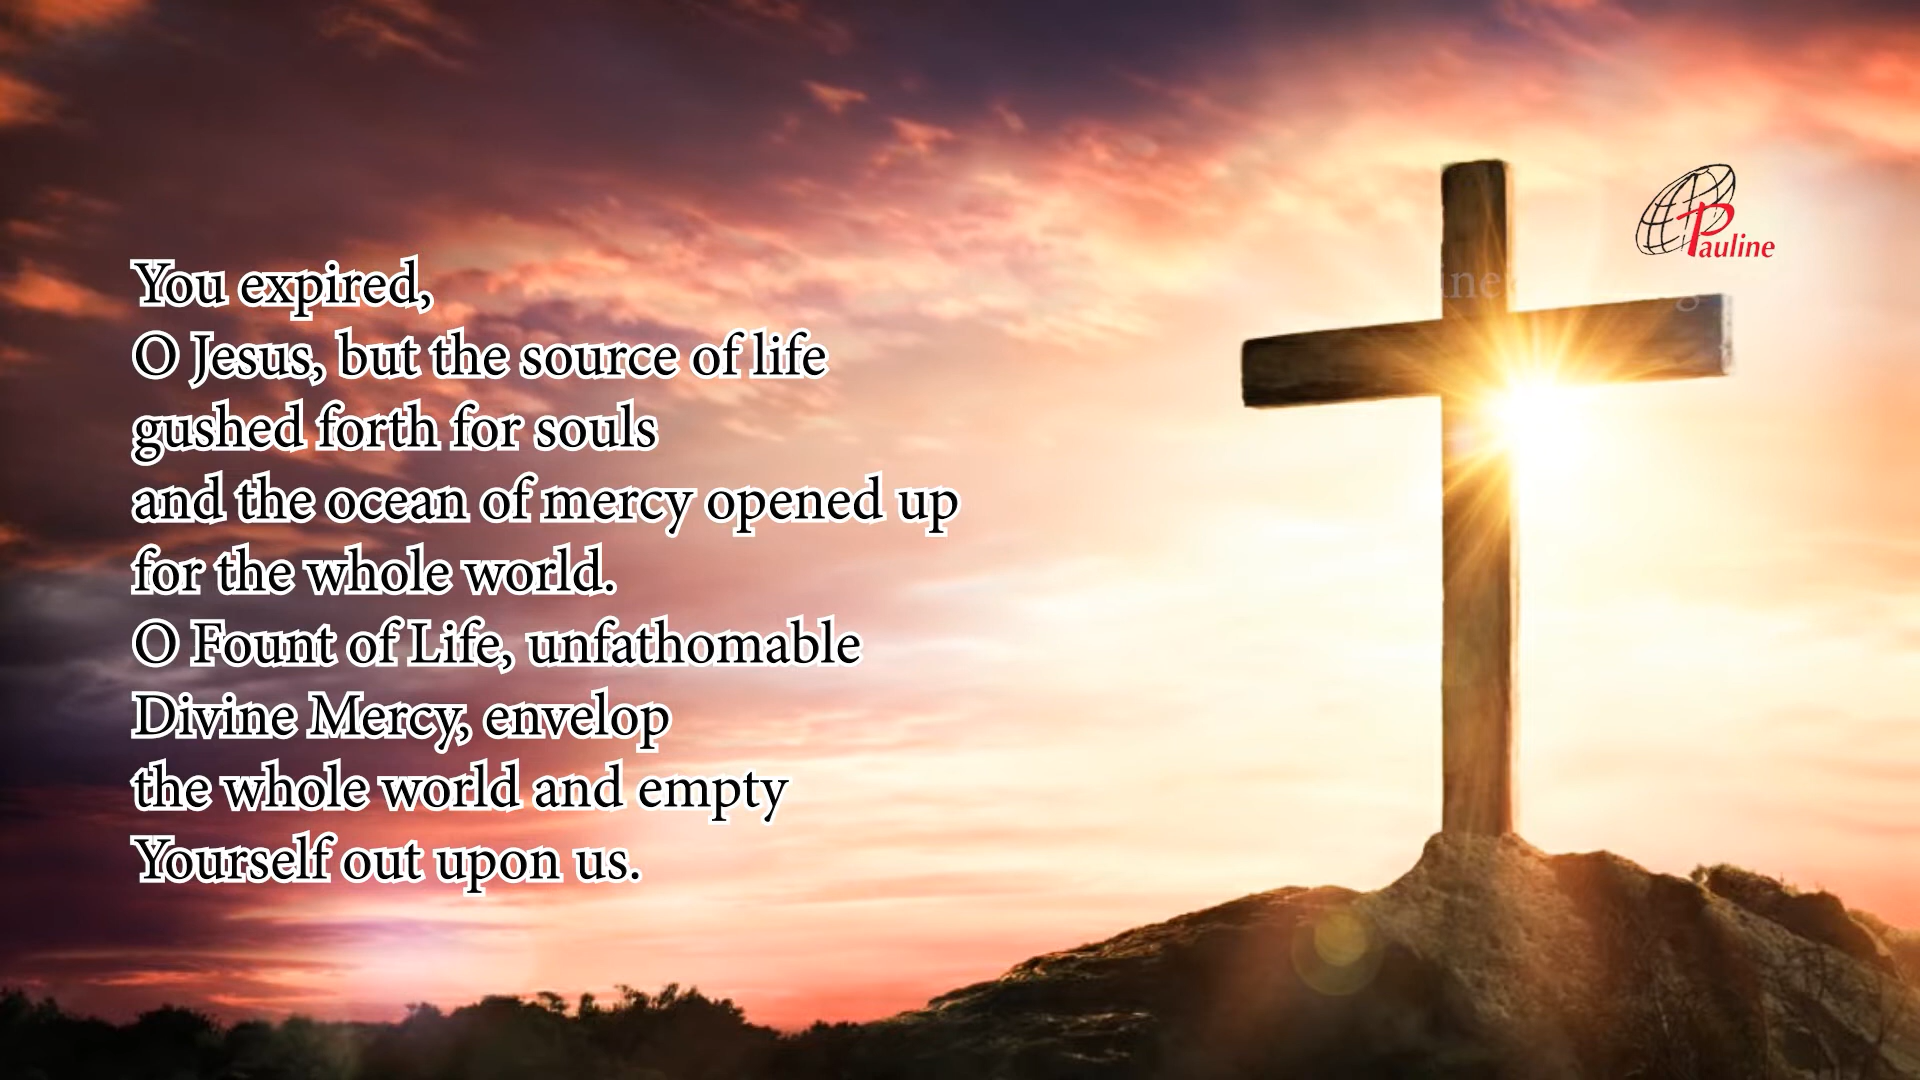 You expired,
O Jesus, but the source of life
gushed forth for souls
and the ocean of mercy opened up
for the whole world.
O Fount of Life, unfathomable
Divine Mercy, envelop
the whole world and empty
Yourself out upon us.
Pauline